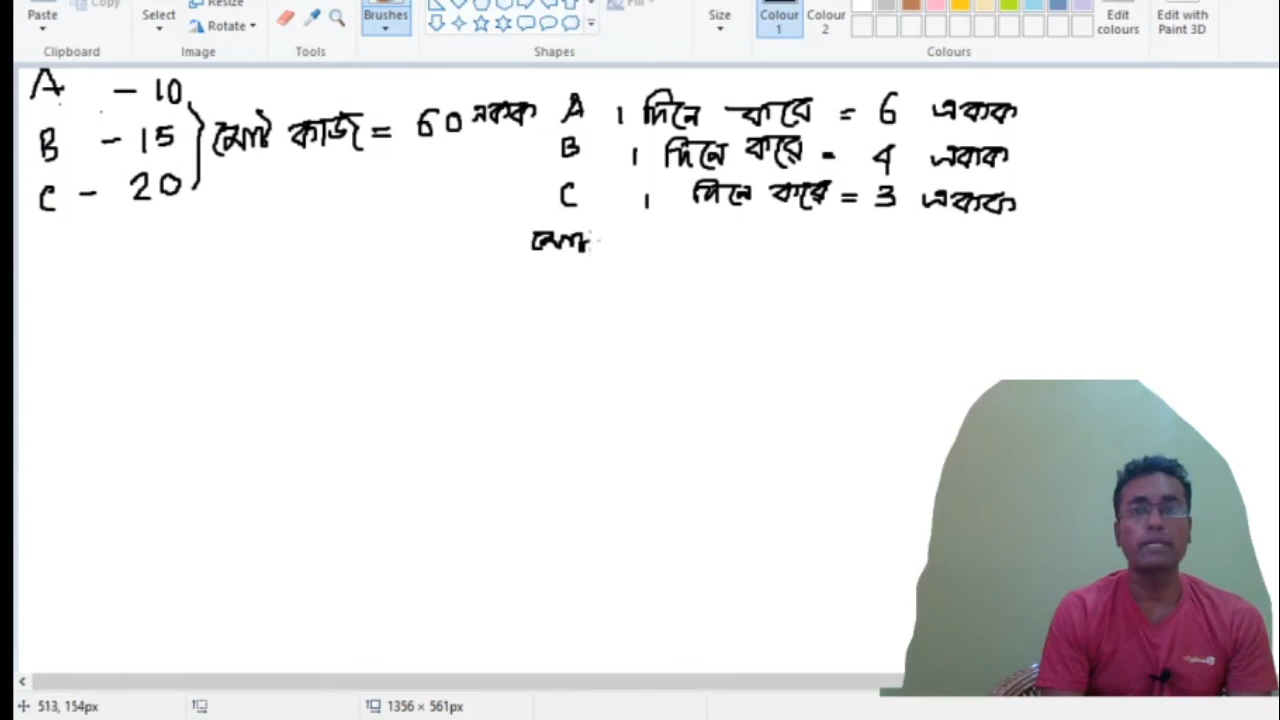 Paste
Copy
Select
Resize
Rotate
Brushes
Fill
Size
Colour 1
Colour 2
Edit colours
Edit with Paint 3D
Clipboard
Image
Tools
Shapes
Colours
A - 10
B - 15
C - 20
মোট কাজ = 60 একক
A 1 দিনে করে = 6 একক
B 1 দিনে করে = 4 একক
C 1 দিনে করে = 3 একক
513, 154px
1356 × 561px